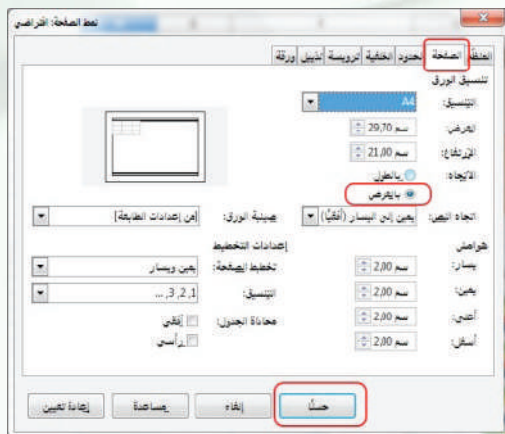 نمط الصفحة: افتراضي
المنظم الصفحة الحدود الخلفية ترويسة تذييل ورقة
تنسيق الورق
التنسيق: A4
العرض: 29,70 سم
الارتفاع: 21,00 سم
الاتجاه: بالطول
بالعرض
اتجاه النص: يمين إلى اليسار (أفقيًا) صينية الورق: [من إعدادات الطابعة]
هوامش إعدادات التخطيط
يسار: 2,00 سم تخطيط الصفحة: يمين ويسار
يمين: 2,00 سم التنسيق: 1, 2, 3, ...
أعلى: 2,00 سم محاذاة الجدول: أفقي
أسفل: 2,00 سم رأسي
حسنًا إلغاء مساعدة إعادة تعيين